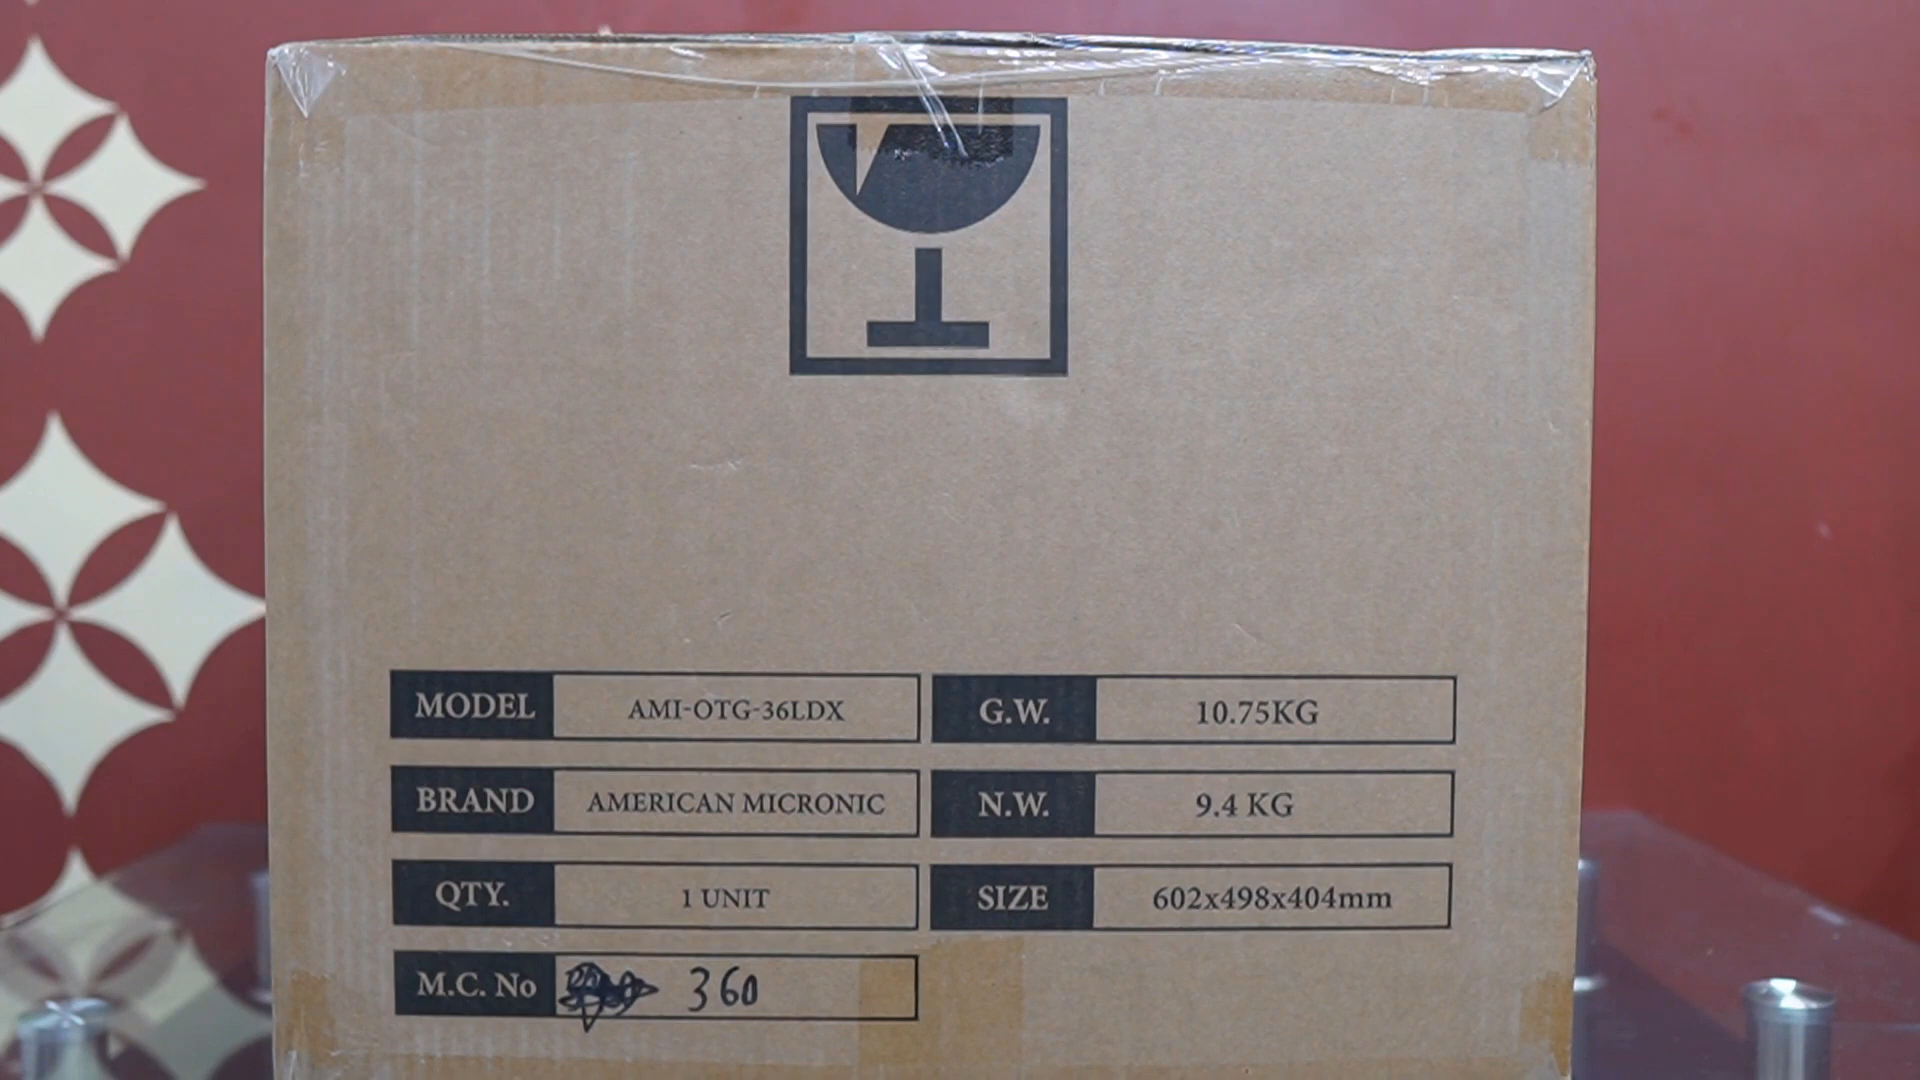 MODEL AMI-OTG-36LDX G.W. 10.75KG
BRAND AMERICAN MICRONIC N.W. 9.4 KG
QTY. 1 UNIT SIZE 602x498x404mm
M.C. No 360